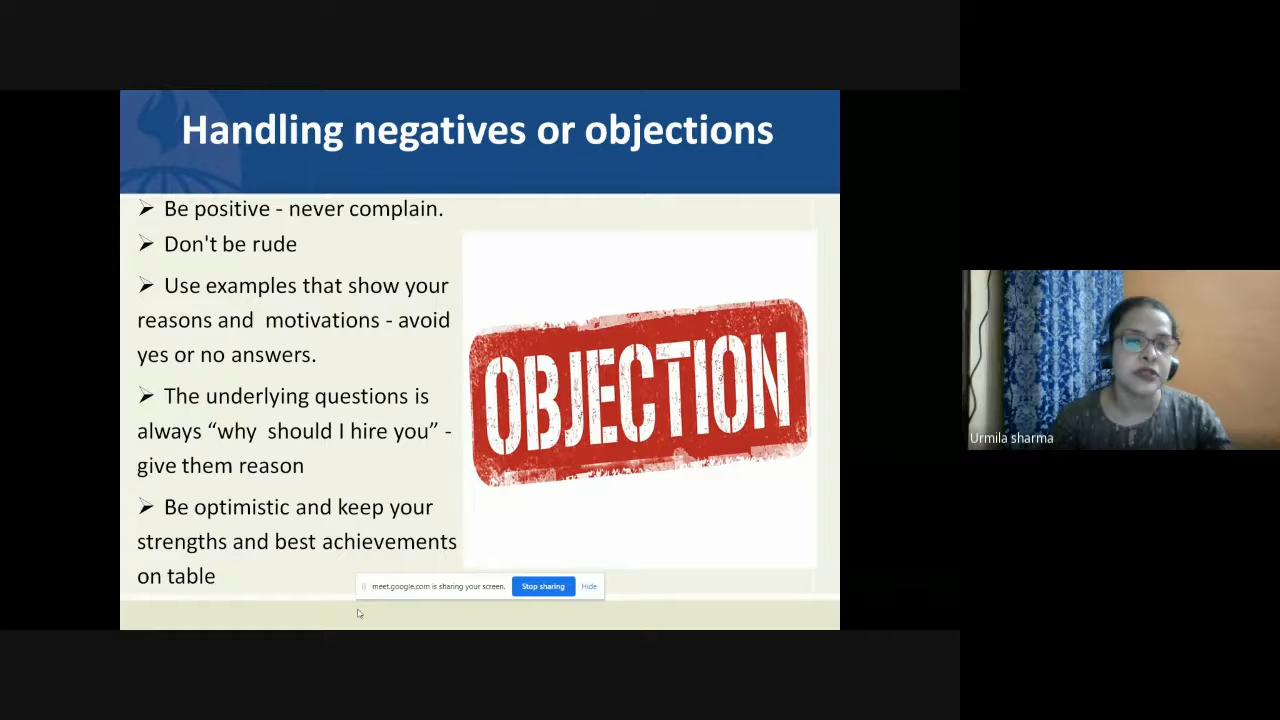 Handling negatives or objections
➢ Be positive - never complain.
➢ Don't be rude
➢ Use examples that show your
reasons and motivations - avoid
yes or no answers.
➢ The underlying questions is
always “why should I hire you” -
give them reason
➢ Be optimistic and keep your
strengths and best achievements
on table
OBJECTION
meet.google.com is sharing your screen. Stop sharing Hide
Urmila sharma